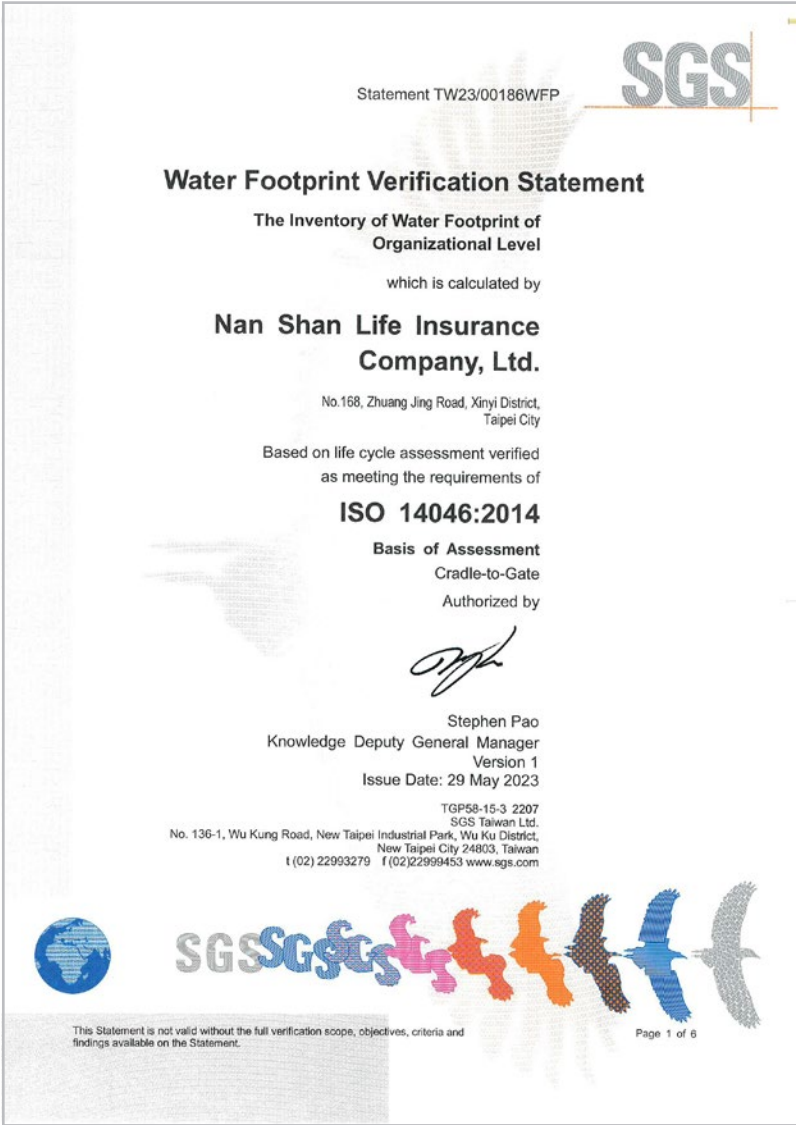 SGS
Statement TW23/00186WFP
Water Footprint Verification Statement
The Inventory of Water Footprint of
Organizational Level
which is calculated by
Nan Shan Life Insurance
Company, Ltd.
No.168, Zhuang Jing Road, Xinyi District,
Taipei City
Based on life cycle assessment verified
as meeting the requirements of
ISO 14046:2014
Basis of Assessment
Cradle-to-Gate
Authorized by
Stephen Pao
Knowledge Deputy General Manager
Version 1
Issue Date: 29 May 2023
TGP58-15-3 2207
SGS Taiwan Ltd.
No. 136-1, Wu Kung Road, New Taipei Industrial Park, Wu Ku District,
New Taipei City 24803, Taiwan
t (02) 22993279 f (02)22999453 www.sgs.com
SGSSGSSGS
This Statement is not valid without the full verification scope, objectives, criteria and
findings available on the Statement.
Page 1 of 6